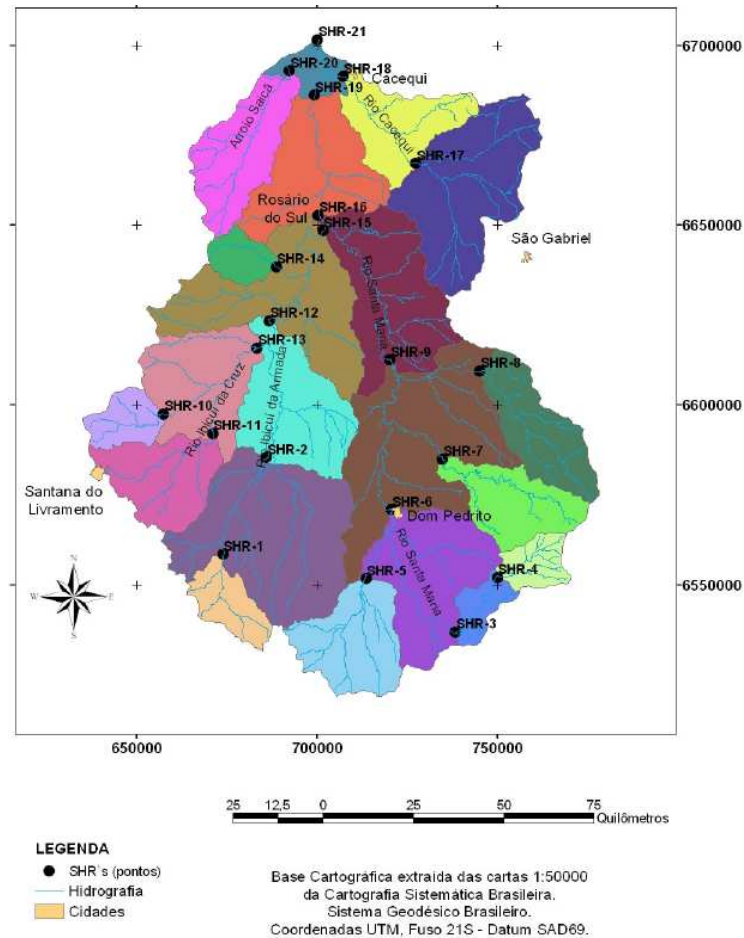 SHR-21
6700000
SHR-20
SHR-18
Cacequi
SHR-19
Arroio Saicã
Rio Cacequi
SHR-17
Rosário
do Sul
SHR-16
SHR-15
6650000
São Gabriel
SHR-14
Rio Santa Maria
SHR-12
SHR-13
SHR-9
SHR-8
Rio Ibicuí da Cruz
Rio Ibicuí da Armada
SHR-10
6600000
SHR-11
SHR-2
SHR-7
Santana do
Livramento
SHR-6
Dom Pedrito
Rio Santa Maria
SHR-1
SHR-5
SHR-4
6550000
N
W
E
S
SHR-3
650000
700000
750000
25 12,5 0 25 50 75
Quilômetros
LEGENDA
SHR`s (pontos)
Hidrografia
Cidades
Base Cartográfica extraída das cartas 1:50000
da Cartografia Sistemática Brasileira.
Sistema Geodésico Brasileiro.
Coordenadas UTM, Fuso 21S - Datum SAD69.